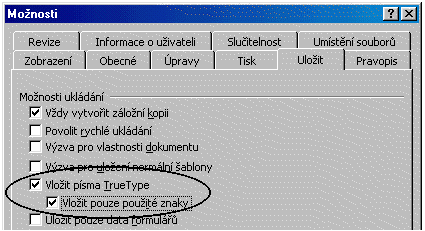 Možnosti
Revize Informace o uživateli Slučitelnost Umístění souborů
Zobrazení Obecné Úpravy Tisk Uložit Pravopis
Možnosti ukládání
Vždy vytvořit záložní kopii
Povolit rychlé ukládání
Výzva pro vlastnosti dokumentu
Výzva pro uložení normální šablony
Vložit písma TrueType
Vložit pouze použité znaky
Uložit pouze data formulářů